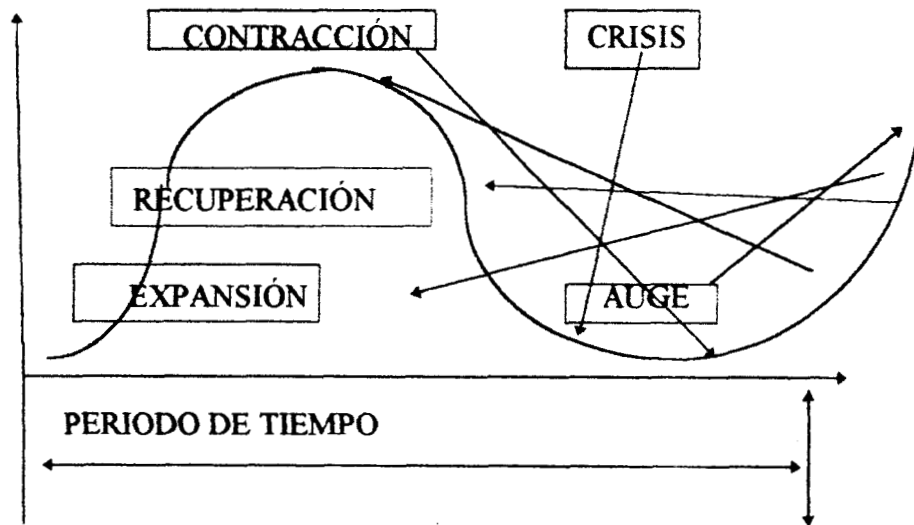 CONTRACCIÓN
CRISIS
RECUPERACIÓN
EXPANSIÓN
AUGE
PERIODO DE TIEMPO